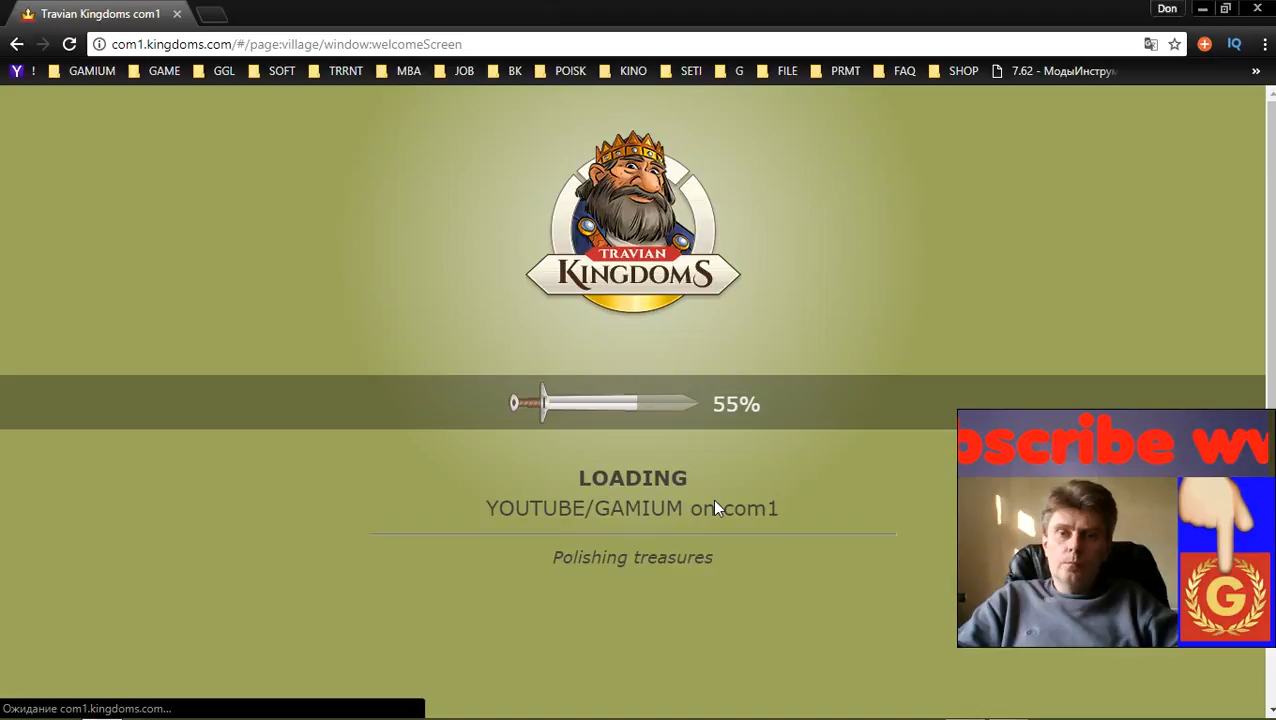 Travian Kingdoms com1
Don
com1.kingdoms.com/#/page:village/window:welcomeScreen
IQ
Y ! GAMIUM GAME GGL SOFT TRRNT MBA JOB BK POISK KINO SETI G FILE PRMT FAQ SHOP 7.62 - МодыИнструм »
TRAVIAN
KINGDOMS
55%
bscribe
LOADING
YOUTUBE/GAMIUM on com1
Polishing treasures
G
Ожидание com1.kingdoms.com...